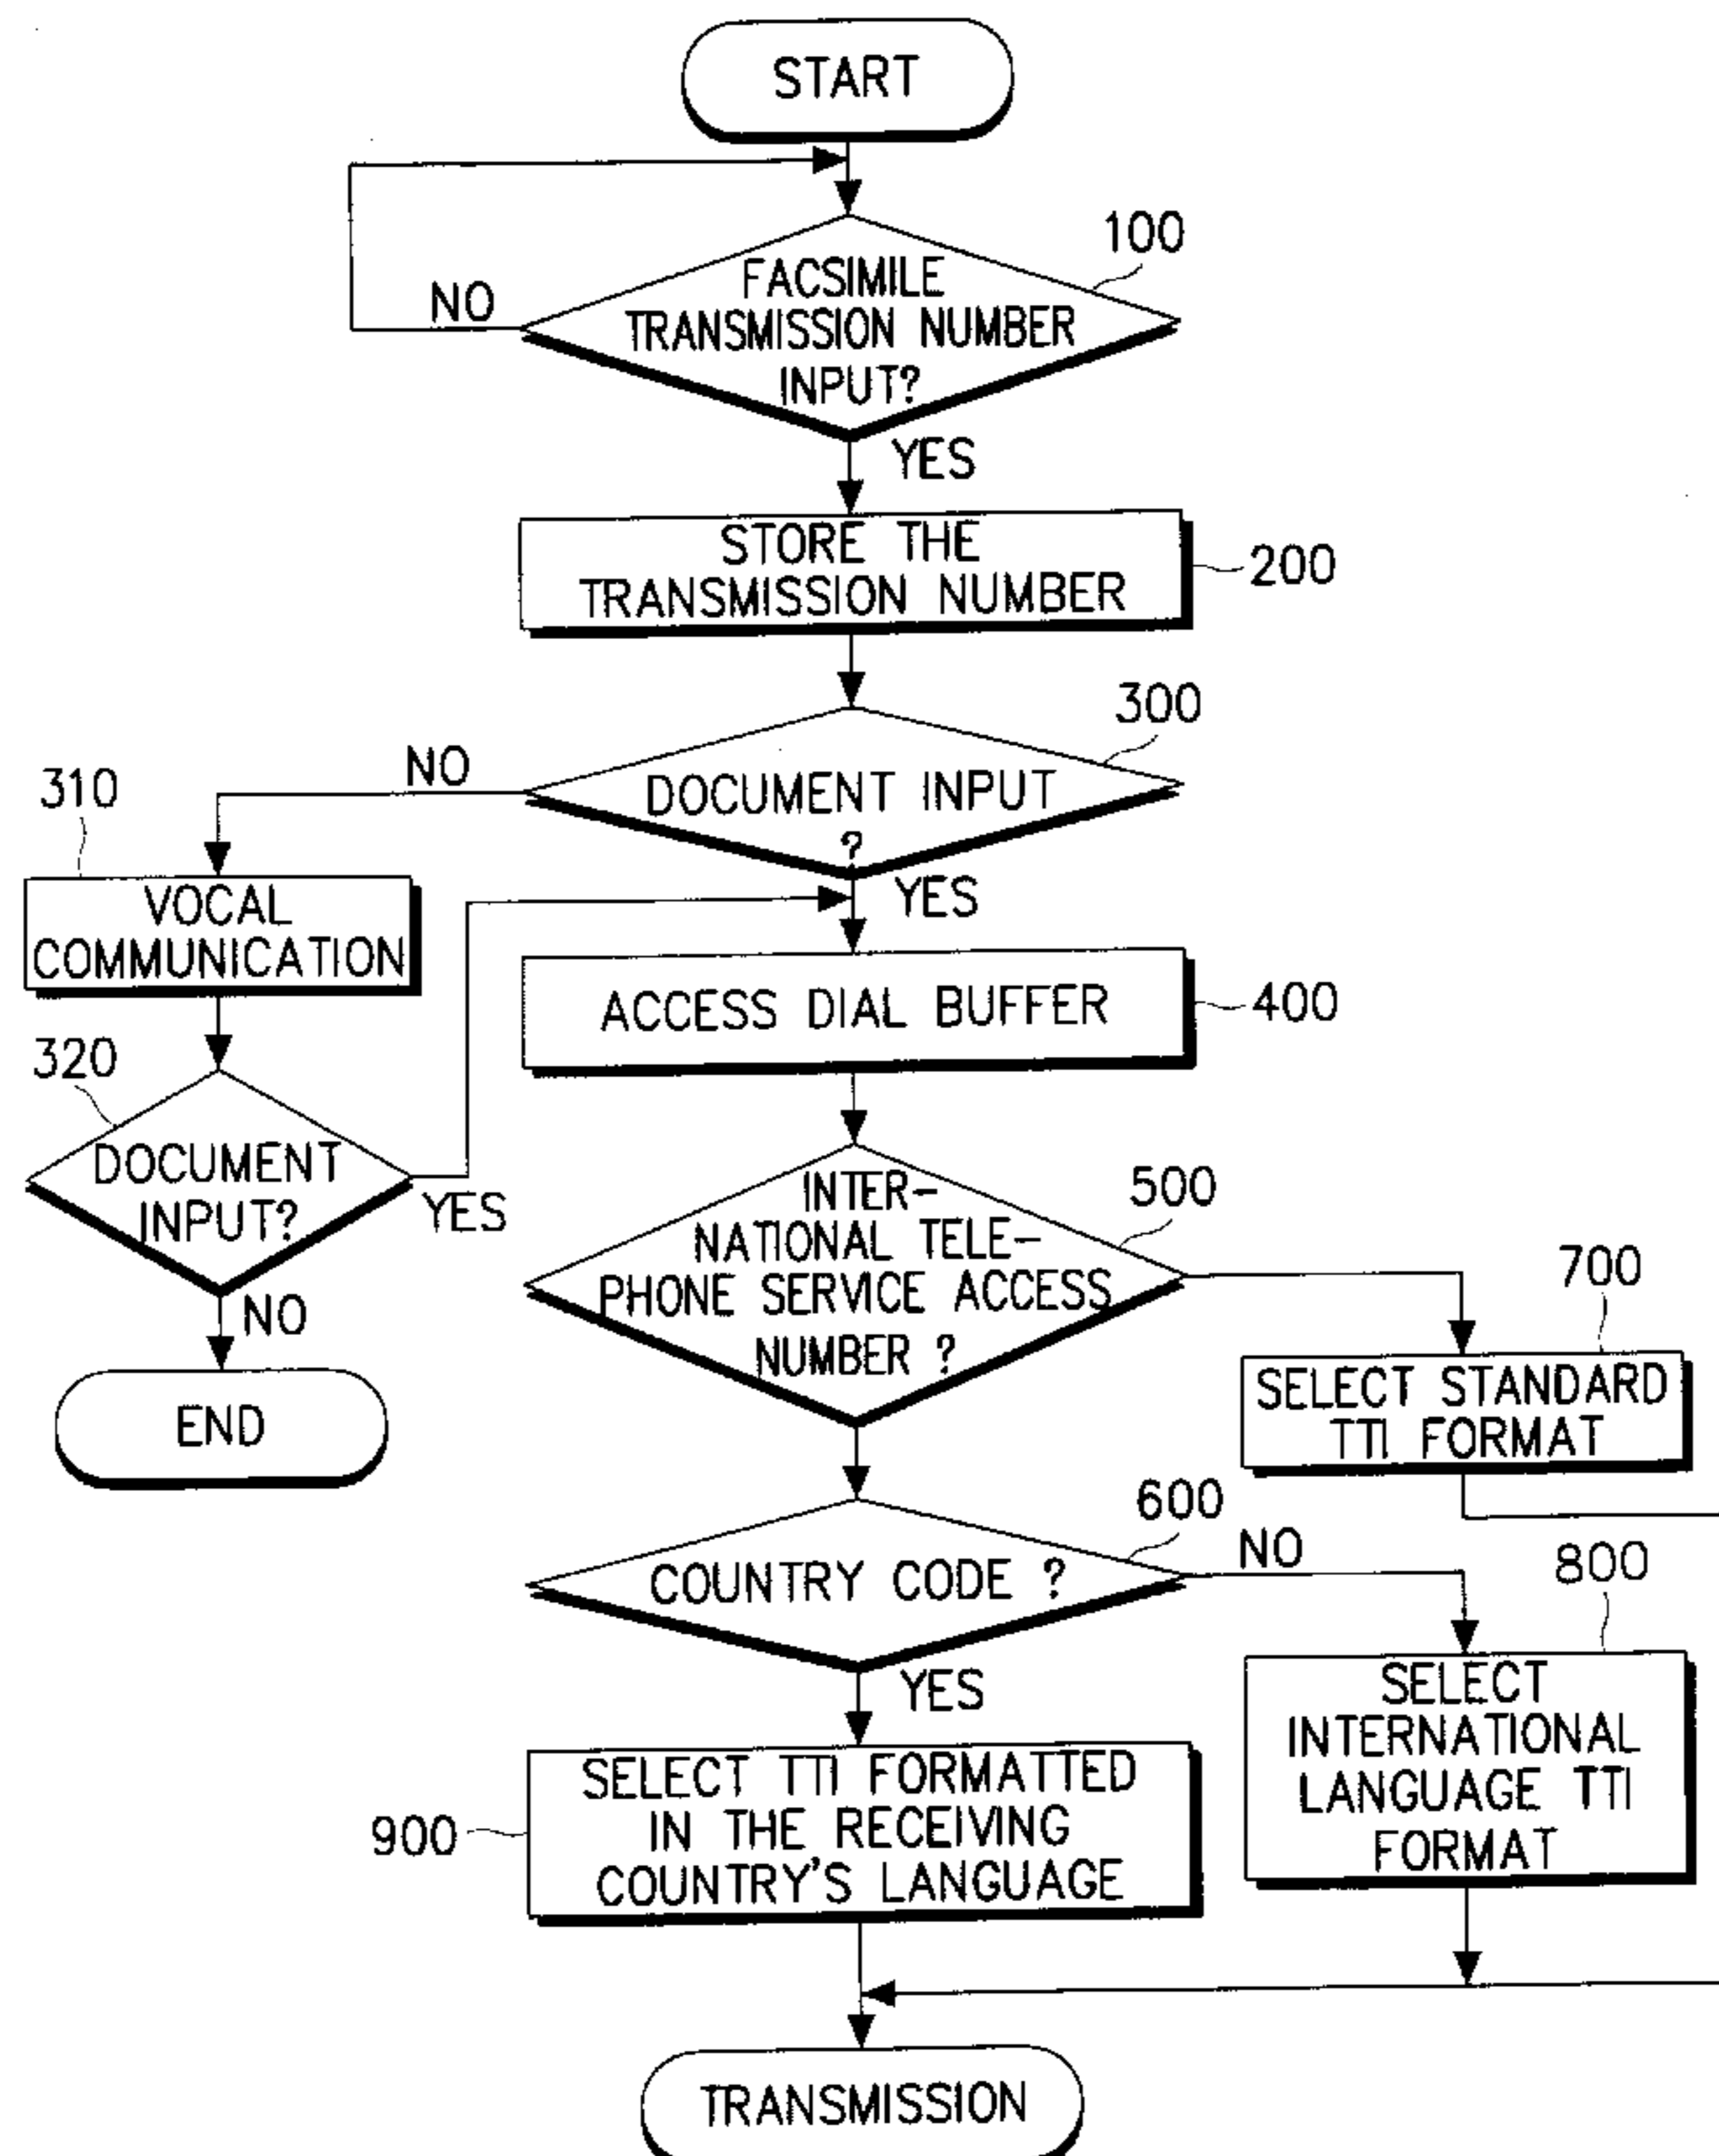 START
100
FACSIMILE
TRANSMISSION NUMBER
INPUT?
NO
YES
STORE THE
TRANSMISSION NUMBER
200
300
DOCUMENT INPUT
?
NO
YES
310
VOCAL
COMMUNICATION
ACCESS DIAL BUFFER
400
320
DOCUMENT
INPUT?
YES
NO
END
INTER-
NATIONAL TELE-
PHONE SERVICE ACCESS
NUMBER ?
500
700
SELECT STANDARD
TTI FORMAT
600
COUNTRY CODE ?
NO
YES
800
SELECT
INTERNATIONAL
LANGUAGE TTI
FORMAT
SELECT TTI FORMATTED
IN THE RECEIVING
COUNTRY'S LANGUAGE
900
TRANSMISSION